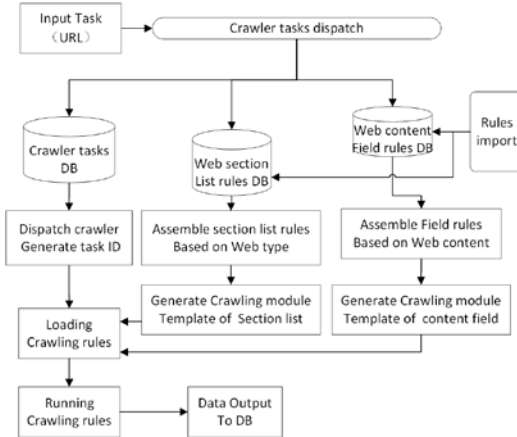 Input Task
（URL）
Crawler tasks dispatch
Crawler tasks
DB
Web section
List rules DB
Web content
Field rules DB
Rules
import
Dispatch crawler
Generate task ID
Assemble section list rules
Based on Web type
Assemble Field rules
Based on Web content
Generate Crawling module
Template of Section list
Generate Crawling module
Template of content field
Loading
Crawling rules
Running
Crawling rules
Data Output
To DB